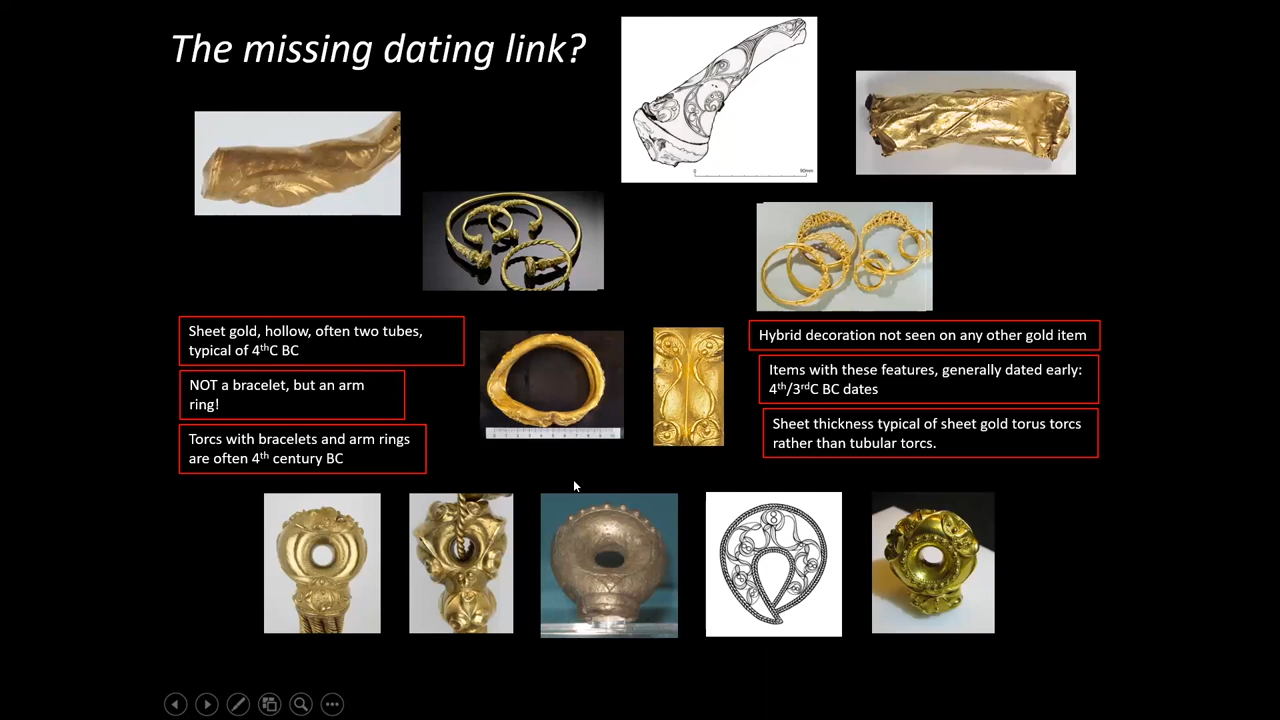 The missing dating link?
0 90mm
Sheet gold, hollow, often two tubes,
typical of 4thC BC
NOT a bracelet, but an arm
ring!
Torcs with bracelets and arm rings
are often 4th century BC
Hybrid decoration not seen on any other gold item
Items with these features, generally dated early:
4th/3rdC BC dates
Sheet thickness typical of sheet gold torus torcs
rather than tubular torcs.